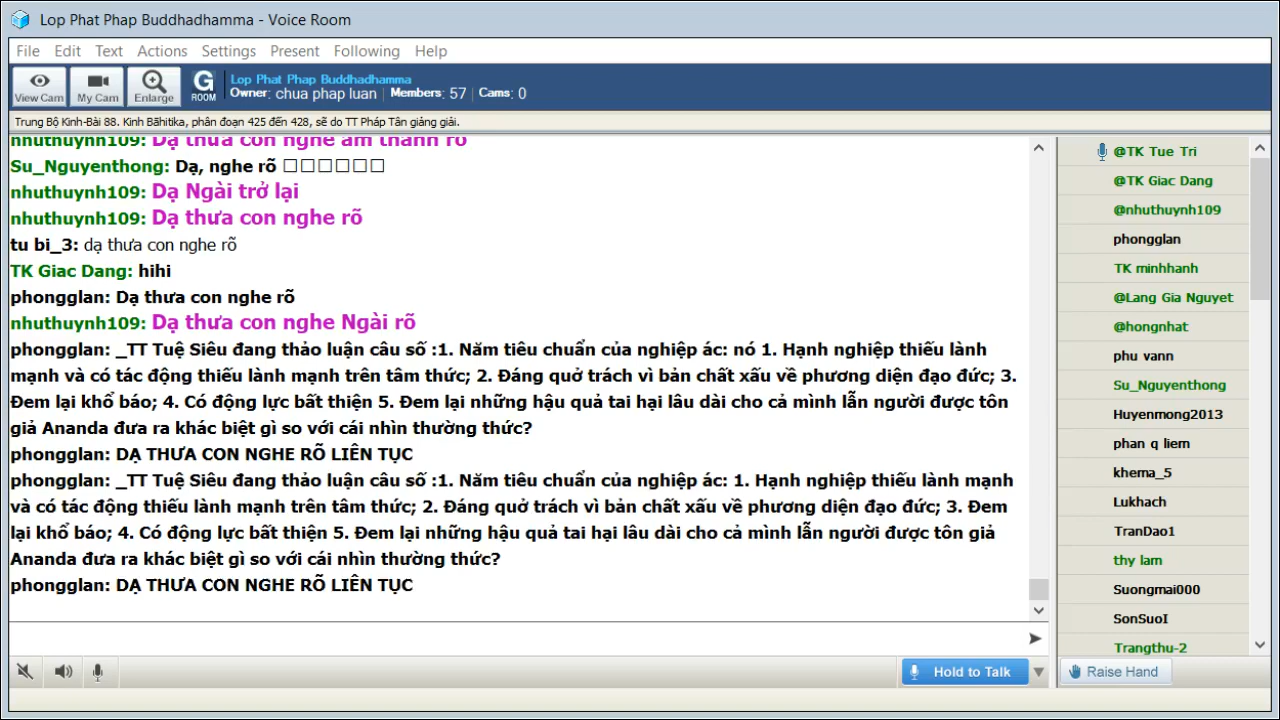 Lop Phat Phap Buddhadhamma - Voice Room
File Edit Text Actions Settings Present Following Help
View Cam My Cam Enlarge G ROOM
Lop Phat Phap Buddhadhamma
Owner: chua phap luan | Members: 57 | Cams: 0
Trung Bộ Kinh-Bài 88. Kinh Bāhitika, phân đoạn 425 đến 428, sẽ do TT Pháp Tân giảng giải.
nhuthuynh109: Dạ thưa con nghe âm thanh rõ
Su_Nguyenthong: Dạ, nghe rõ □□□□□□
nhuthuynh109: Dạ Ngài trở lại
nhuthuynh109: Dạ thưa con nghe rõ
tu bi_3: dạ thưa con nghe rõ
TK Giac Dang: hihi
phongglan: Dạ thưa con nghe rõ
nhuthuynh109: Dạ thưa con nghe Ngài rõ
phongglan: _TT Tuệ Siêu đang thảo luận câu số :1. Năm tiêu chuẩn của nghiệp ác: nó 1. Hạnh nghiệp thiếu lành
mạnh và có tác động thiếu lành mạnh trên tâm thức; 2. Đáng quở trách vì bản chất xấu về phương diện đạo đức; 3.
Đem lại khổ báo; 4. Có động lực bất thiện 5. Đem lại những hậu quả tai hại lâu dài cho cả mình lẫn người được tôn
giả Ananda đưa ra khác biệt gì so với cái nhìn thường thức?
phongglan: DẠ THƯA CON NGHE RÕ LIÊN TỤC
phongglan: _TT Tuệ Siêu đang thảo luận câu số :1. Năm tiêu chuẩn của nghiệp ác: 1. Hạnh nghiệp thiếu lành mạnh
và có tác động thiếu lành mạnh trên tâm thức; 2. Đáng quở trách vì bản chất xấu về phương diện đạo đức; 3. Đem
lại khổ báo; 4. Có động lực bất thiện 5. Đem lại những hậu quả tai hại lâu dài cho cả mình lẫn người được tôn giả
Ananda đưa ra khác biệt gì so với cái nhìn thường thức?
phongglan: DẠ THƯA CON NGHE RÕ LIÊN TỤC
@TK Tue Tri
@TK Giac Dang
@nhuthuynh109
phongglan
TK minhhanh
@Lang Gia Nguyet
@hongnhat
phu vann
Su_Nguyenthong
Huyenmong2013
phan q liem
khema_5
Lukhach
TranDao1
thy lam
Suongmai000
SonSuoI
Trangthu-2
Hold to Talk
Raise Hand